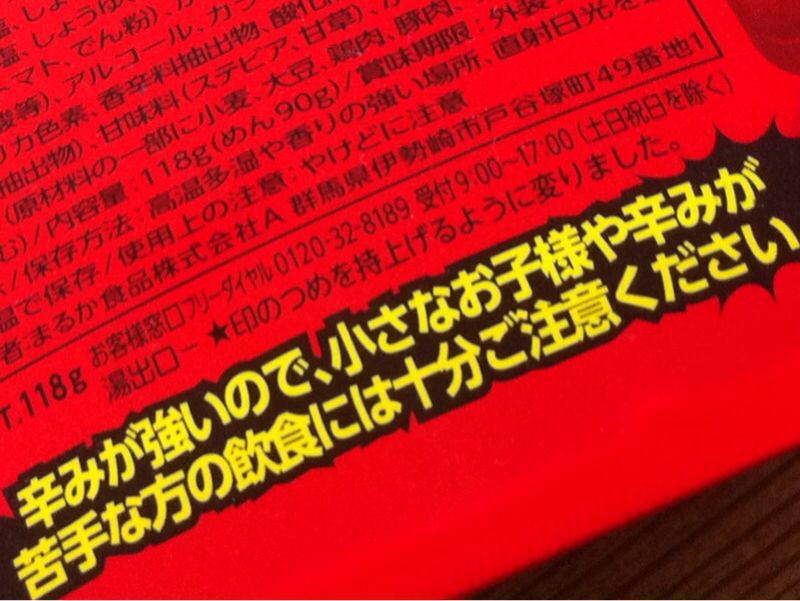 塩、しょうゆ、
トマト、でん粉)、か
、アルコール、カラ
酸等)、香辛料抽出物、酸化
リカ色素、甘味料(ステビア、甘草)、
抽出物)、(原材料の一部に小麦、大豆、鶏肉、豚肉、
む)/内容量:118g(めん90g)/賞味期限:外装
/保存方法:高温多湿や香りの強い場所、直射日光を
温で保存/使用上の注意:やけどに注意
者:まるか食品株式会社A 群馬県伊勢崎市戸谷塚町49番地1
お客様窓口フリーダイヤル0120-32-8189 受付9:00~17:00(土日祝日を除く)
T.118g 湯出口ー★印のつめを持上げるように変りました。
辛みが強いので、小さなお子様や辛みが
苦手な方の飲食には十分ご注意ください